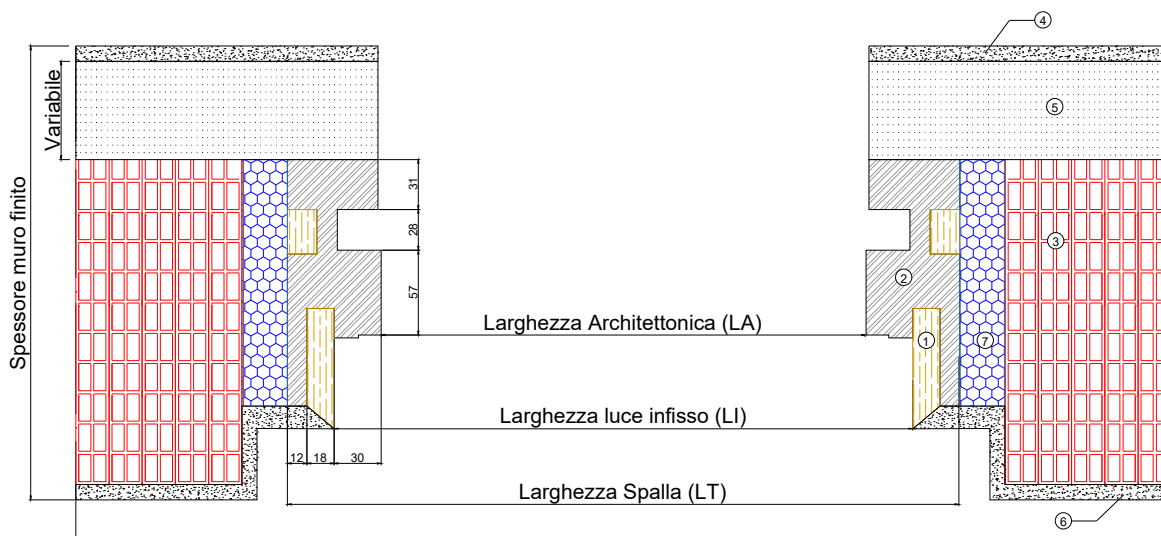 4
Variabile
5
Spessore muro finito
31
28
57
3
2
Larghezza Architettonica (LA)
1
7
Larghezza luce infisso (LI)
12
18
30
Larghezza Spalla (LT)
6